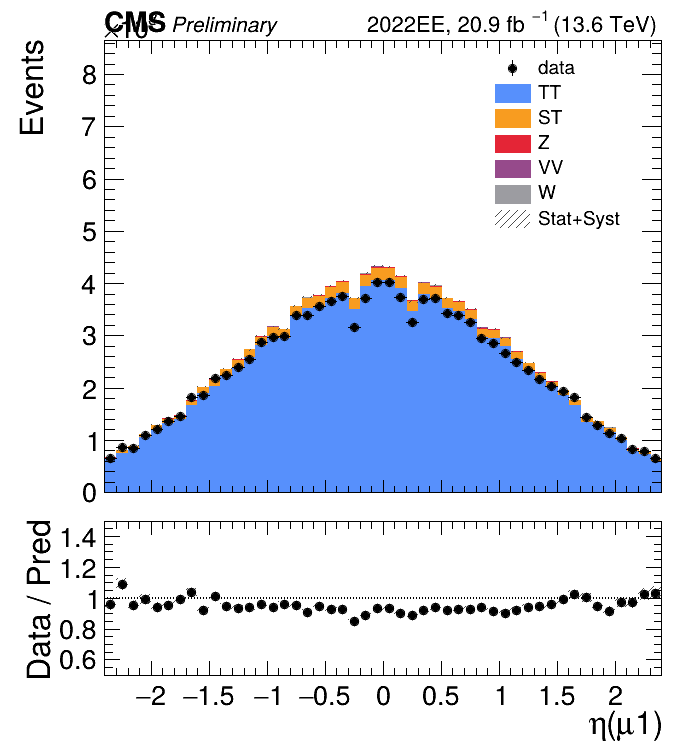 CMS Preliminary 2022EE, 20.9 fb⁻¹ (13.6 TeV)
Events
8
7
6
5
4
3
2
1
0
data
TT
ST
Z
VV
W
Stat+Syst
Data / Pred
1.4
1.2
1
0.8
0.6
−2 −1.5 −1 −0.5 0 0.5 1 1.5 2
η(μ1)